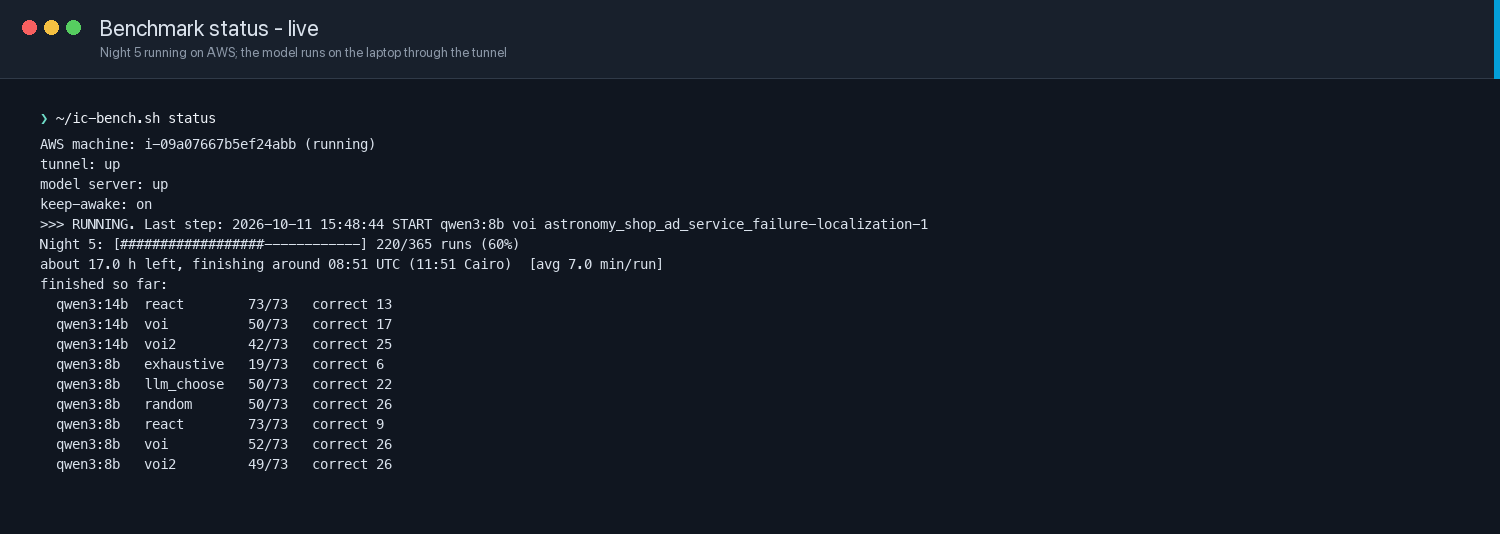 Benchmark status - live
Night 5 running on AWS; the model runs on the laptop through the tunnel
❯ ~/ic-bench.sh status
AWS machine: i-09a07667b5ef24abb (running)
tunnel: up
model server: up
keep-awake: on
>>> RUNNING. Last step: 2026-10-11 15:48:44 START qwen3:8b voi astronomy_shop_ad_service_failure-localization-1
Night 5: [##################------------] 220/365 runs (60%)
about 17.0 h left, finishing around 08:51 UTC (11:51 Cairo)  [avg 7.0 min/run]
finished so far:
  qwen3:14b  react        73/73   correct 13
  qwen3:14b  voi          50/73   correct 17
  qwen3:14b  voi2         42/73   correct 25
  qwen3:8b   exhaustive   19/73   correct 6
  qwen3:8b   llm_choose   50/73   correct 22
  qwen3:8b   random       50/73   correct 26
  qwen3:8b   react        73/73   correct 9
  qwen3:8b   voi          52/73   correct 26
  qwen3:8b   voi2         49/73   correct 26